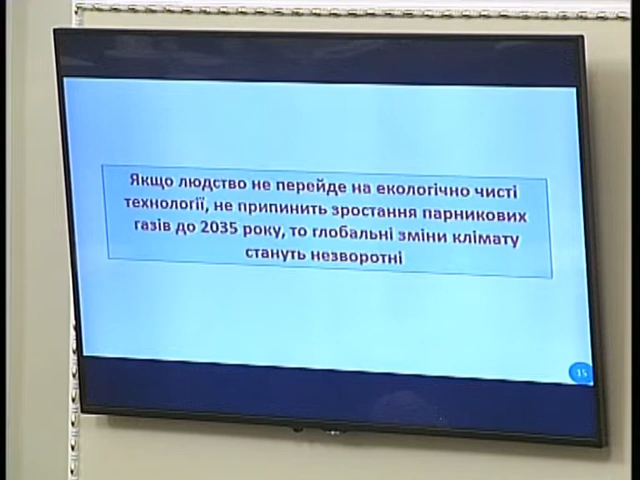 Якщо людство не перейде на екологічно чисті
технології, не припинить зростання парникових
газів до 2035 року, то глобальні зміни клімату
стануть незворотні
15